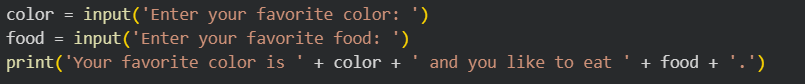 color = input('Enter your favorite color: ')
food = input('Enter your favorite food: ')
print('Your favorite color is ' + color + ' and you like to eat ' + food + '.')